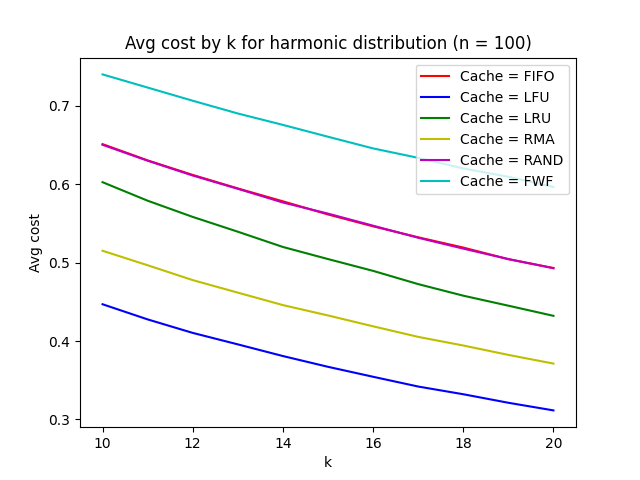 Avg cost by k for harmonic distribution (n = 100)
Cache = FIFO
Cache = LFU
Cache = LRU
Cache = RMA
Cache = RAND
Cache = FWF
Avg cost
0.7
0.6
0.5
0.4
0.3
10 12 14 16 18 20
k